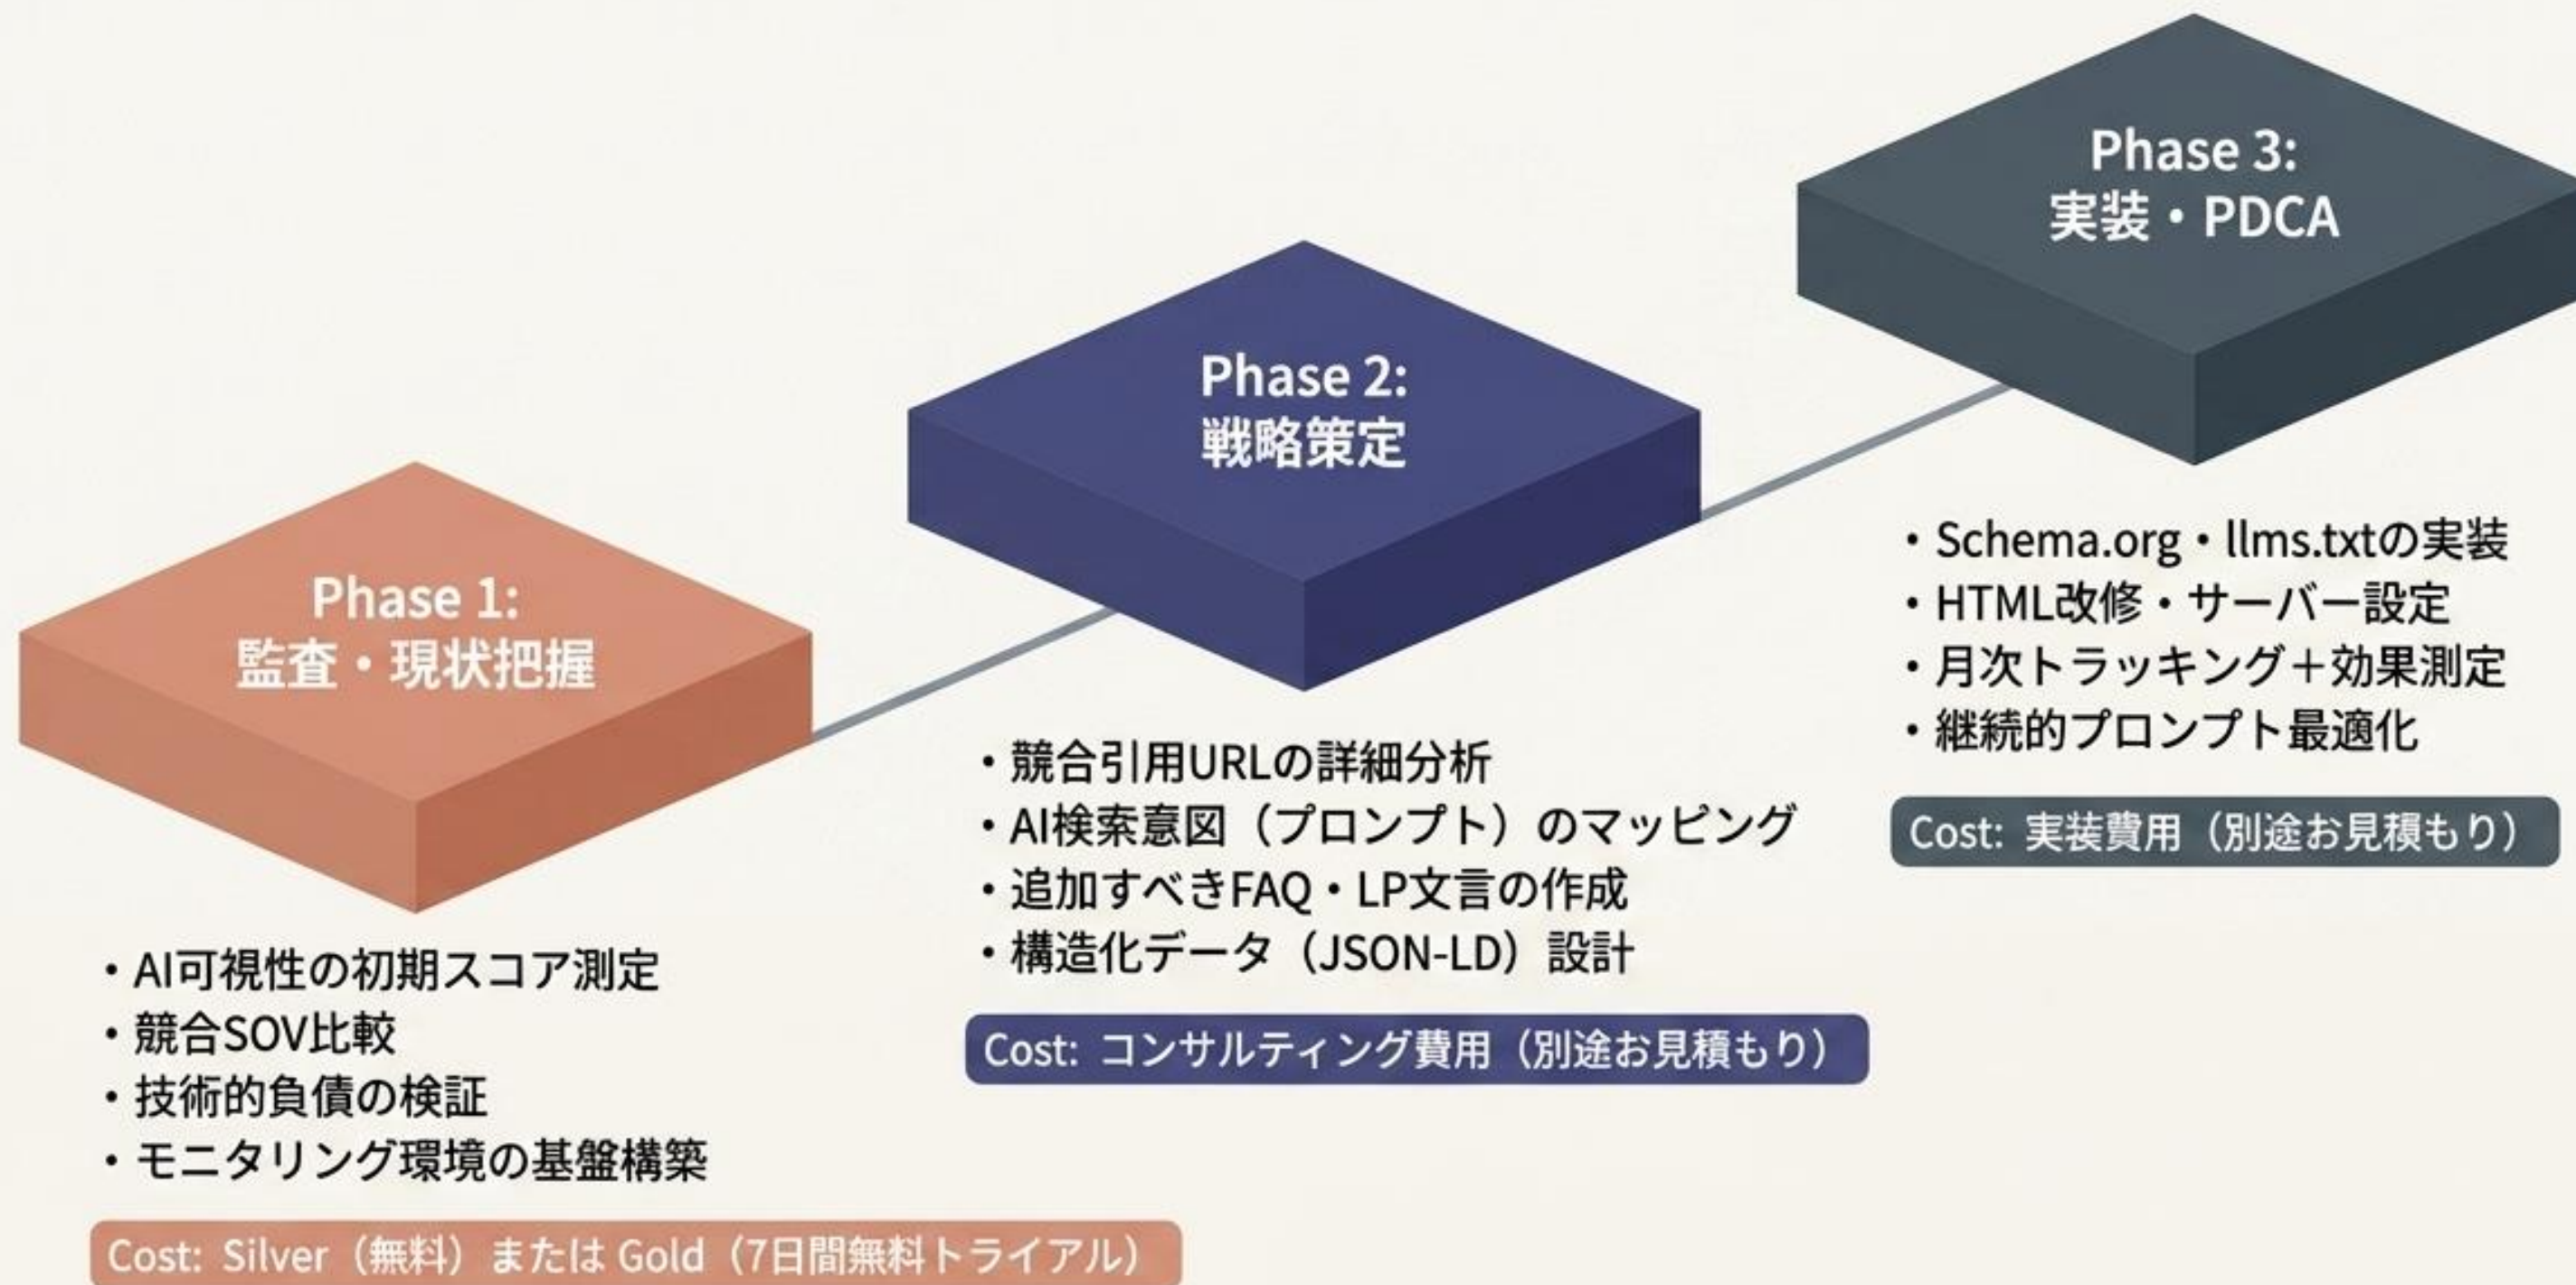 Phase 1:
監査・現状把握
・AI可視性の初期スコア測定
・競合SOV比較
・技術的負債の検証
・モニタリング環境の基盤構築
Cost: Silver（無料）または Gold（7日間無料トライアル）
Phase 2:
戦略策定
・競合引用URLの詳細分析
・AI検索意図（プロンプト）のマッピング
・追加すべきFAQ・LP文言の作成
・構造化データ（JSON-LD）設計
Cost: コンサルティング費用（別途お見積もり）
Phase 3:
実装・PDCA
・Schema.org・llms.txtの実装
・HTML改修・サーバー設定
・月次トラッキング＋効果測定
・継続的プロンプト最適化
Cost: 実装費用（別途お見積もり）